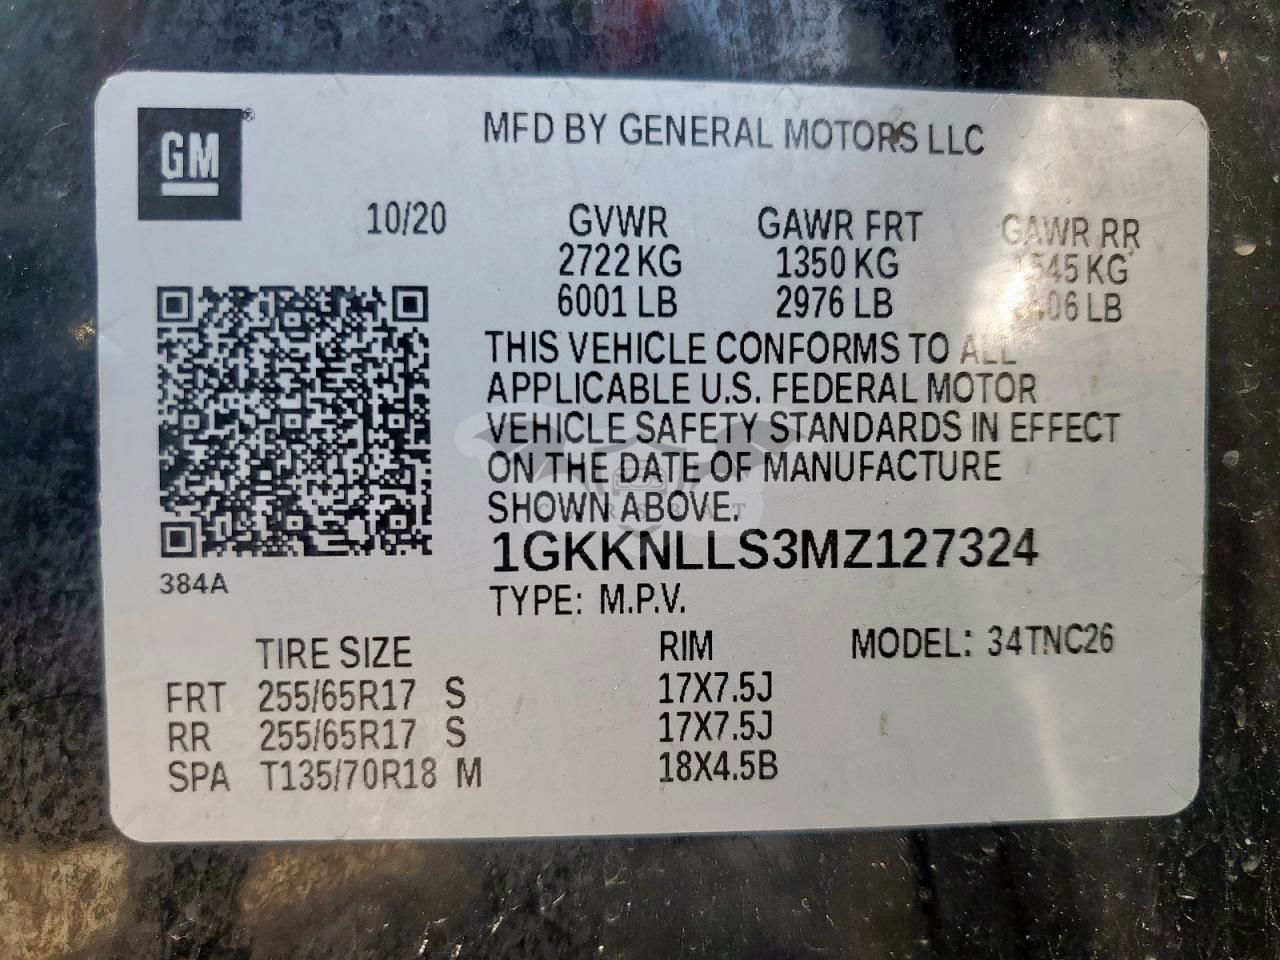 GM®
MFD BY GENERAL MOTORS LLC
10/20 GVWR GAWR FRT GAWR RR
2722 KG 1350 KG 1545 KG
6001 LB 2976 LB LB
THIS VEHICLE CONFORMS TO ALL
APPLICABLE U.S. FEDERAL MOTOR
VEHICLE SAFETY STANDARDS IN EFFECT
ON THE DATE OF MANUFACTURE
SHOWN ABOVE.
1GKKNLLS3MZ127324
384A
TYPE: M.P.V.
TIRE SIZE RIM MODEL: 34TNC26
FRT 255/65R17 S 17X7.5J
RR 255/65R17 S 17X7.5J
SPA T135/70R18 M 18X4.5B